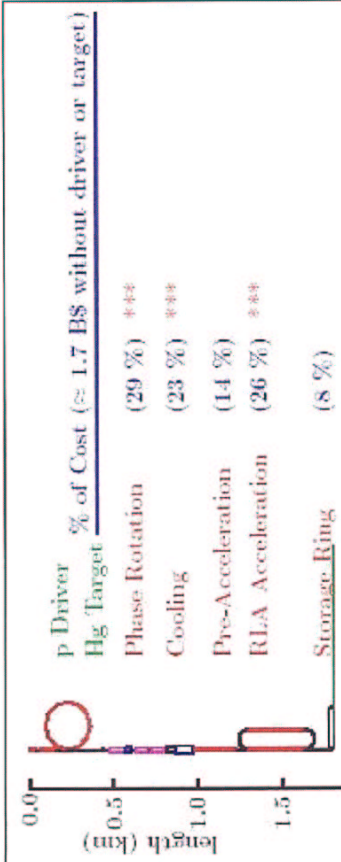 p Driver
Hg Target
% of Cost (≈ 1.7 B$ without driver or target)
Phase Rotation (29 %) ***
Cooling (23 %) ***
Pre-Acceleration (14 %)
RLA Acceleration (26 %) ***
Storage Ring (8 %)
0.0
0.5
1.0
1.5
length (km)